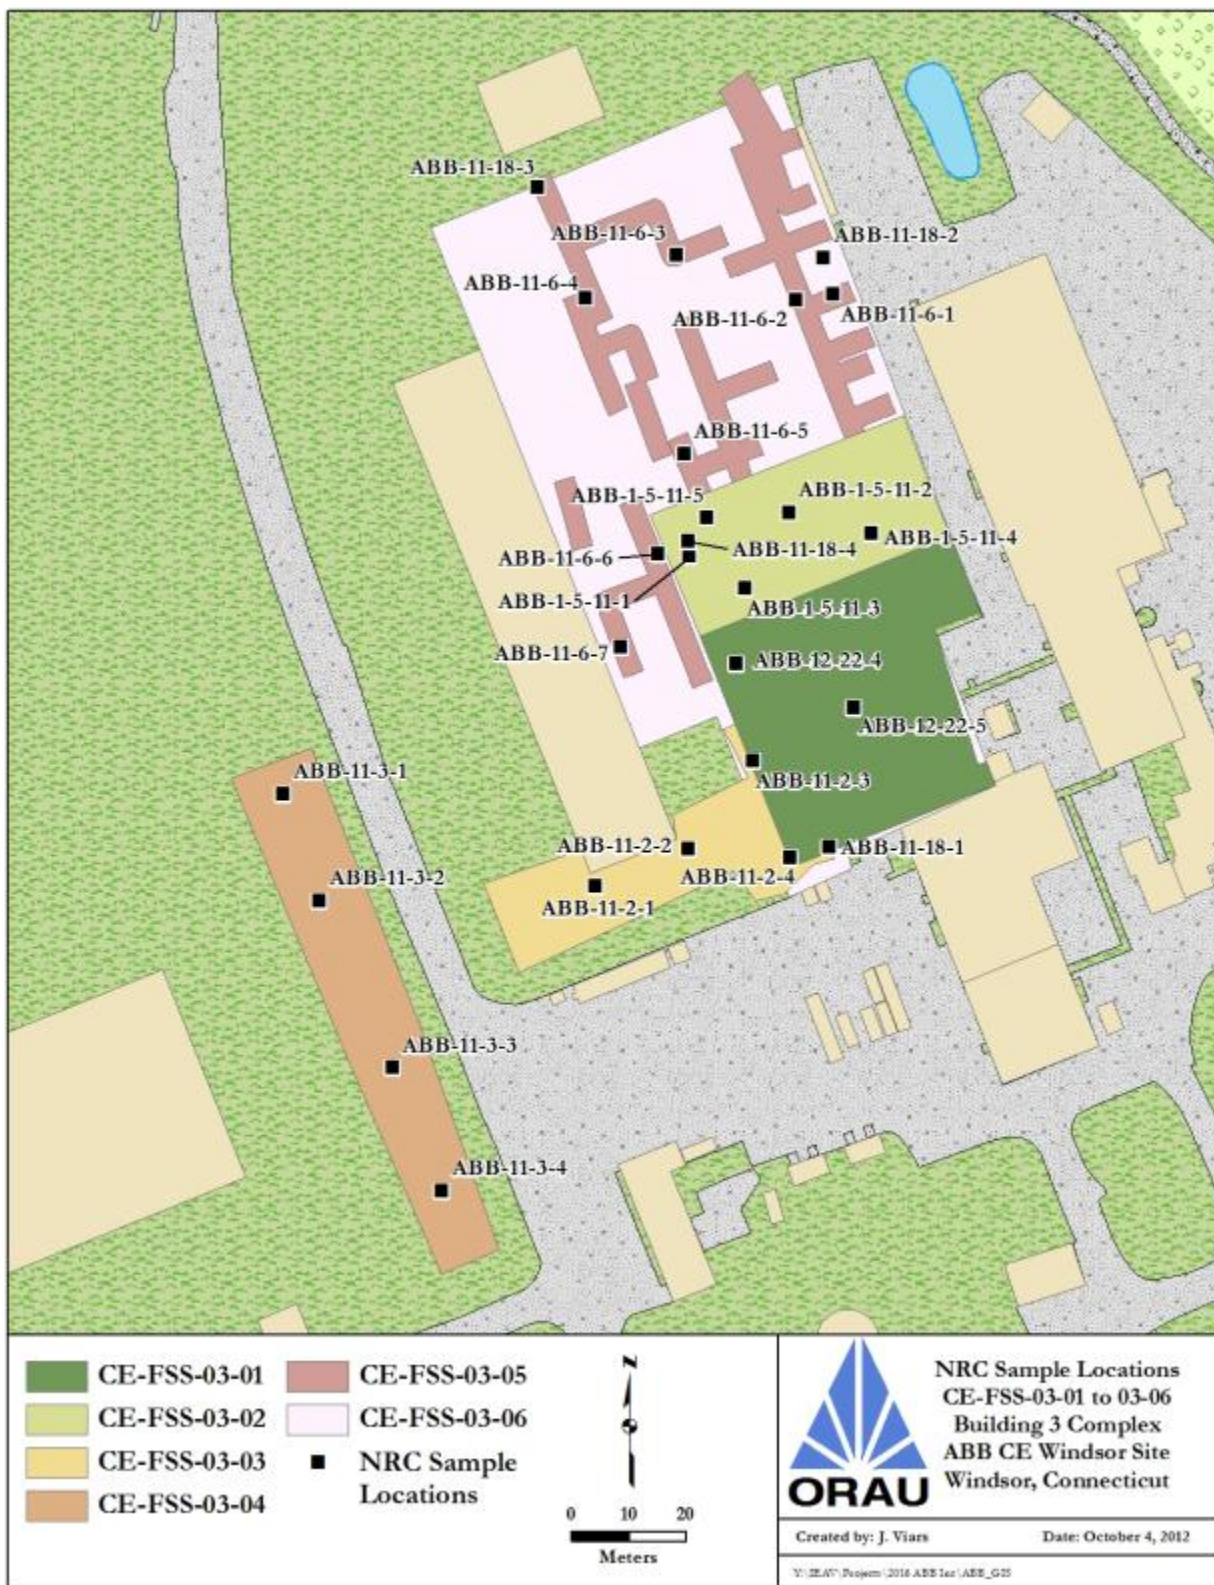 ABB-11-18-3
ABB-11-6-3
ABB-11-18-2
ABB-11-6-4
ABB-11-6-2
ABB-11-6-1
ABB-11-6-5
ABB-1-5-11-5
ABB-1-5-11-2
ABB-1-5-11-4
ABB-11-18-4
ABB-11-6-6
ABB-1-5-11-1
ABB-1-5-11-3
ABB-11-6-7
ABB-12-22-4
ABB-12-22-5
ABB-11-3-1
ABB-11-2-3
ABB-11-2-2
ABB-11-18-1
ABB-11-3-2
ABB-11-2-4
ABB-11-2-1
ABB-11-3-3
ABB-11-3-4
CE-FSS-03-01
CE-FSS-03-02
CE-FSS-03-03
CE-FSS-03-04
CE-FSS-03-05
CE-FSS-03-06
NRC Sample
Locations
N
0 10 20
Meters
ORAU
NRC Sample Locations
CE-FSS-03-01 to 03-06
Building 3 Complex
ABB CE Windsor Site
Windsor, Connecticut
Created by: J. Viars
Date: October 4, 2012